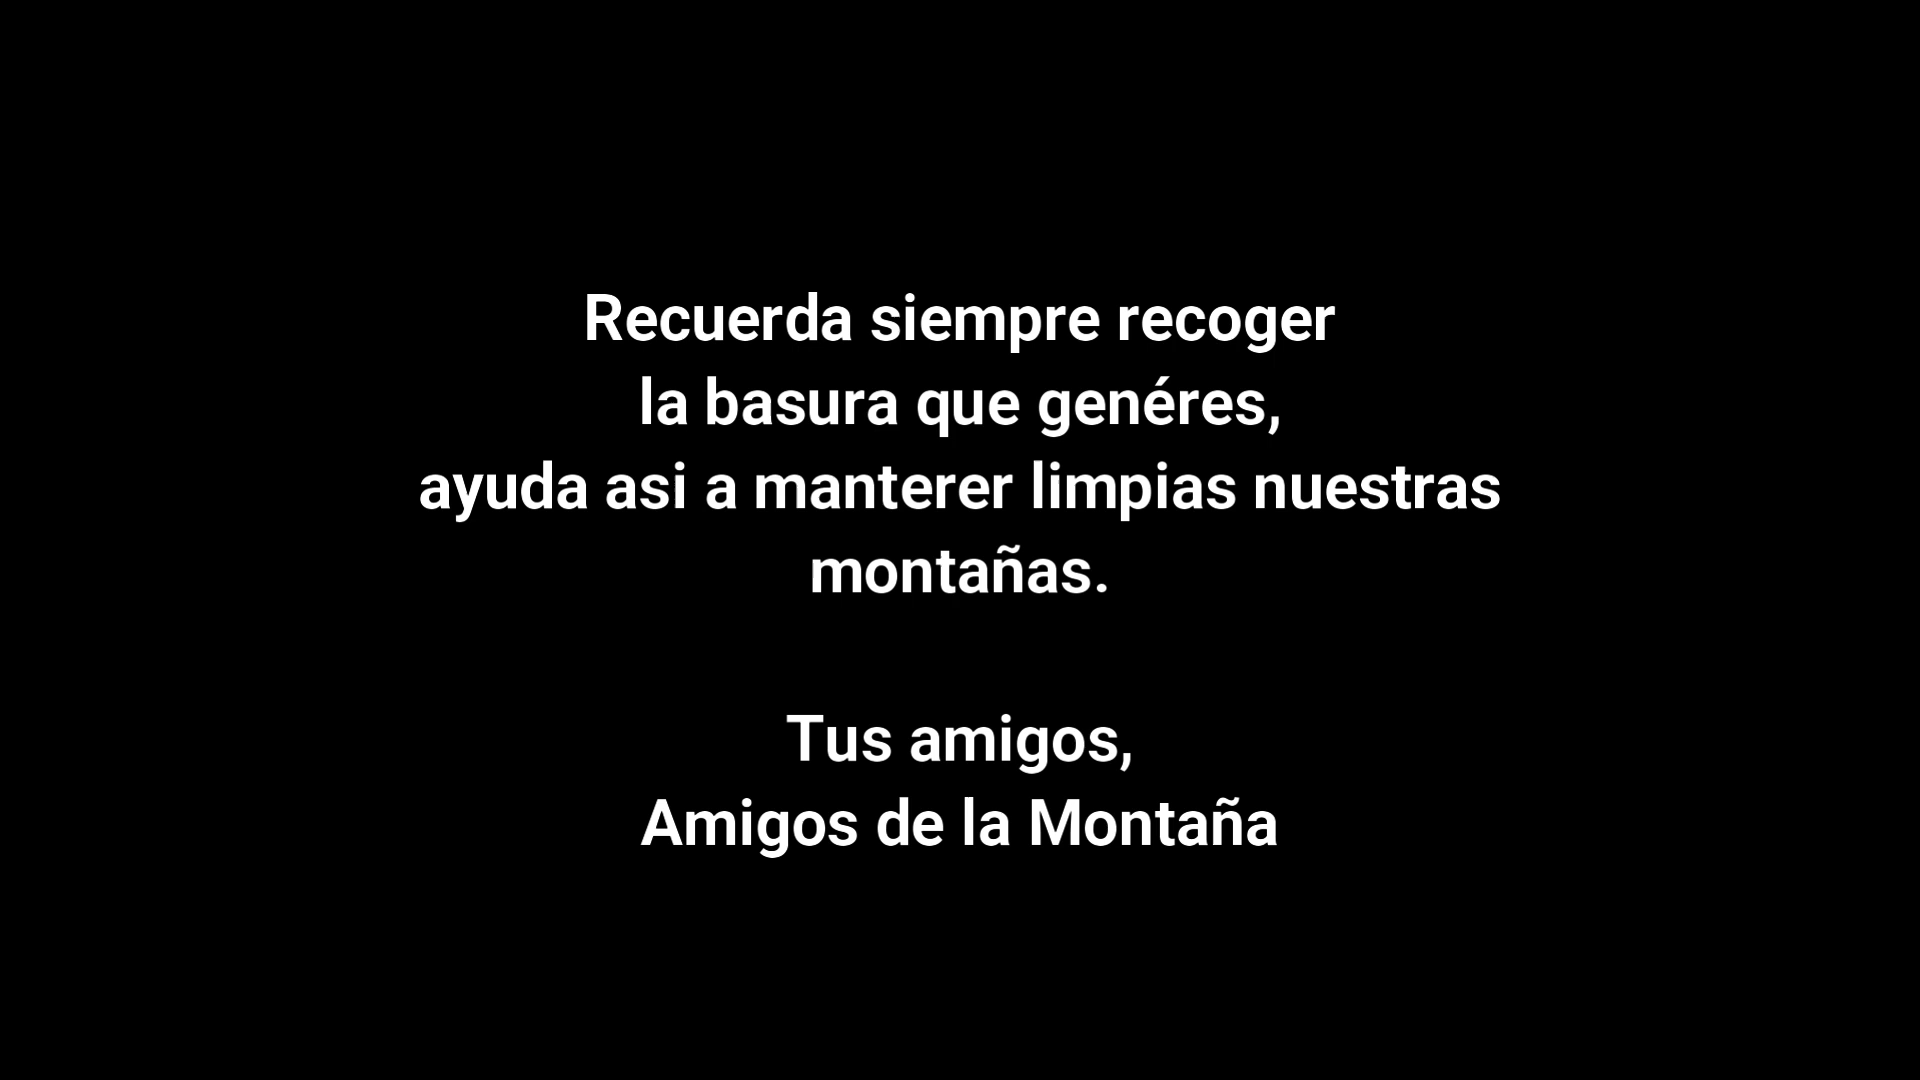 Recuerda siempre recoger
la basura que genéres,
ayuda asi a manterer limpias nuestras
montañas.
Tus amigos,
Amigos de la Montaña